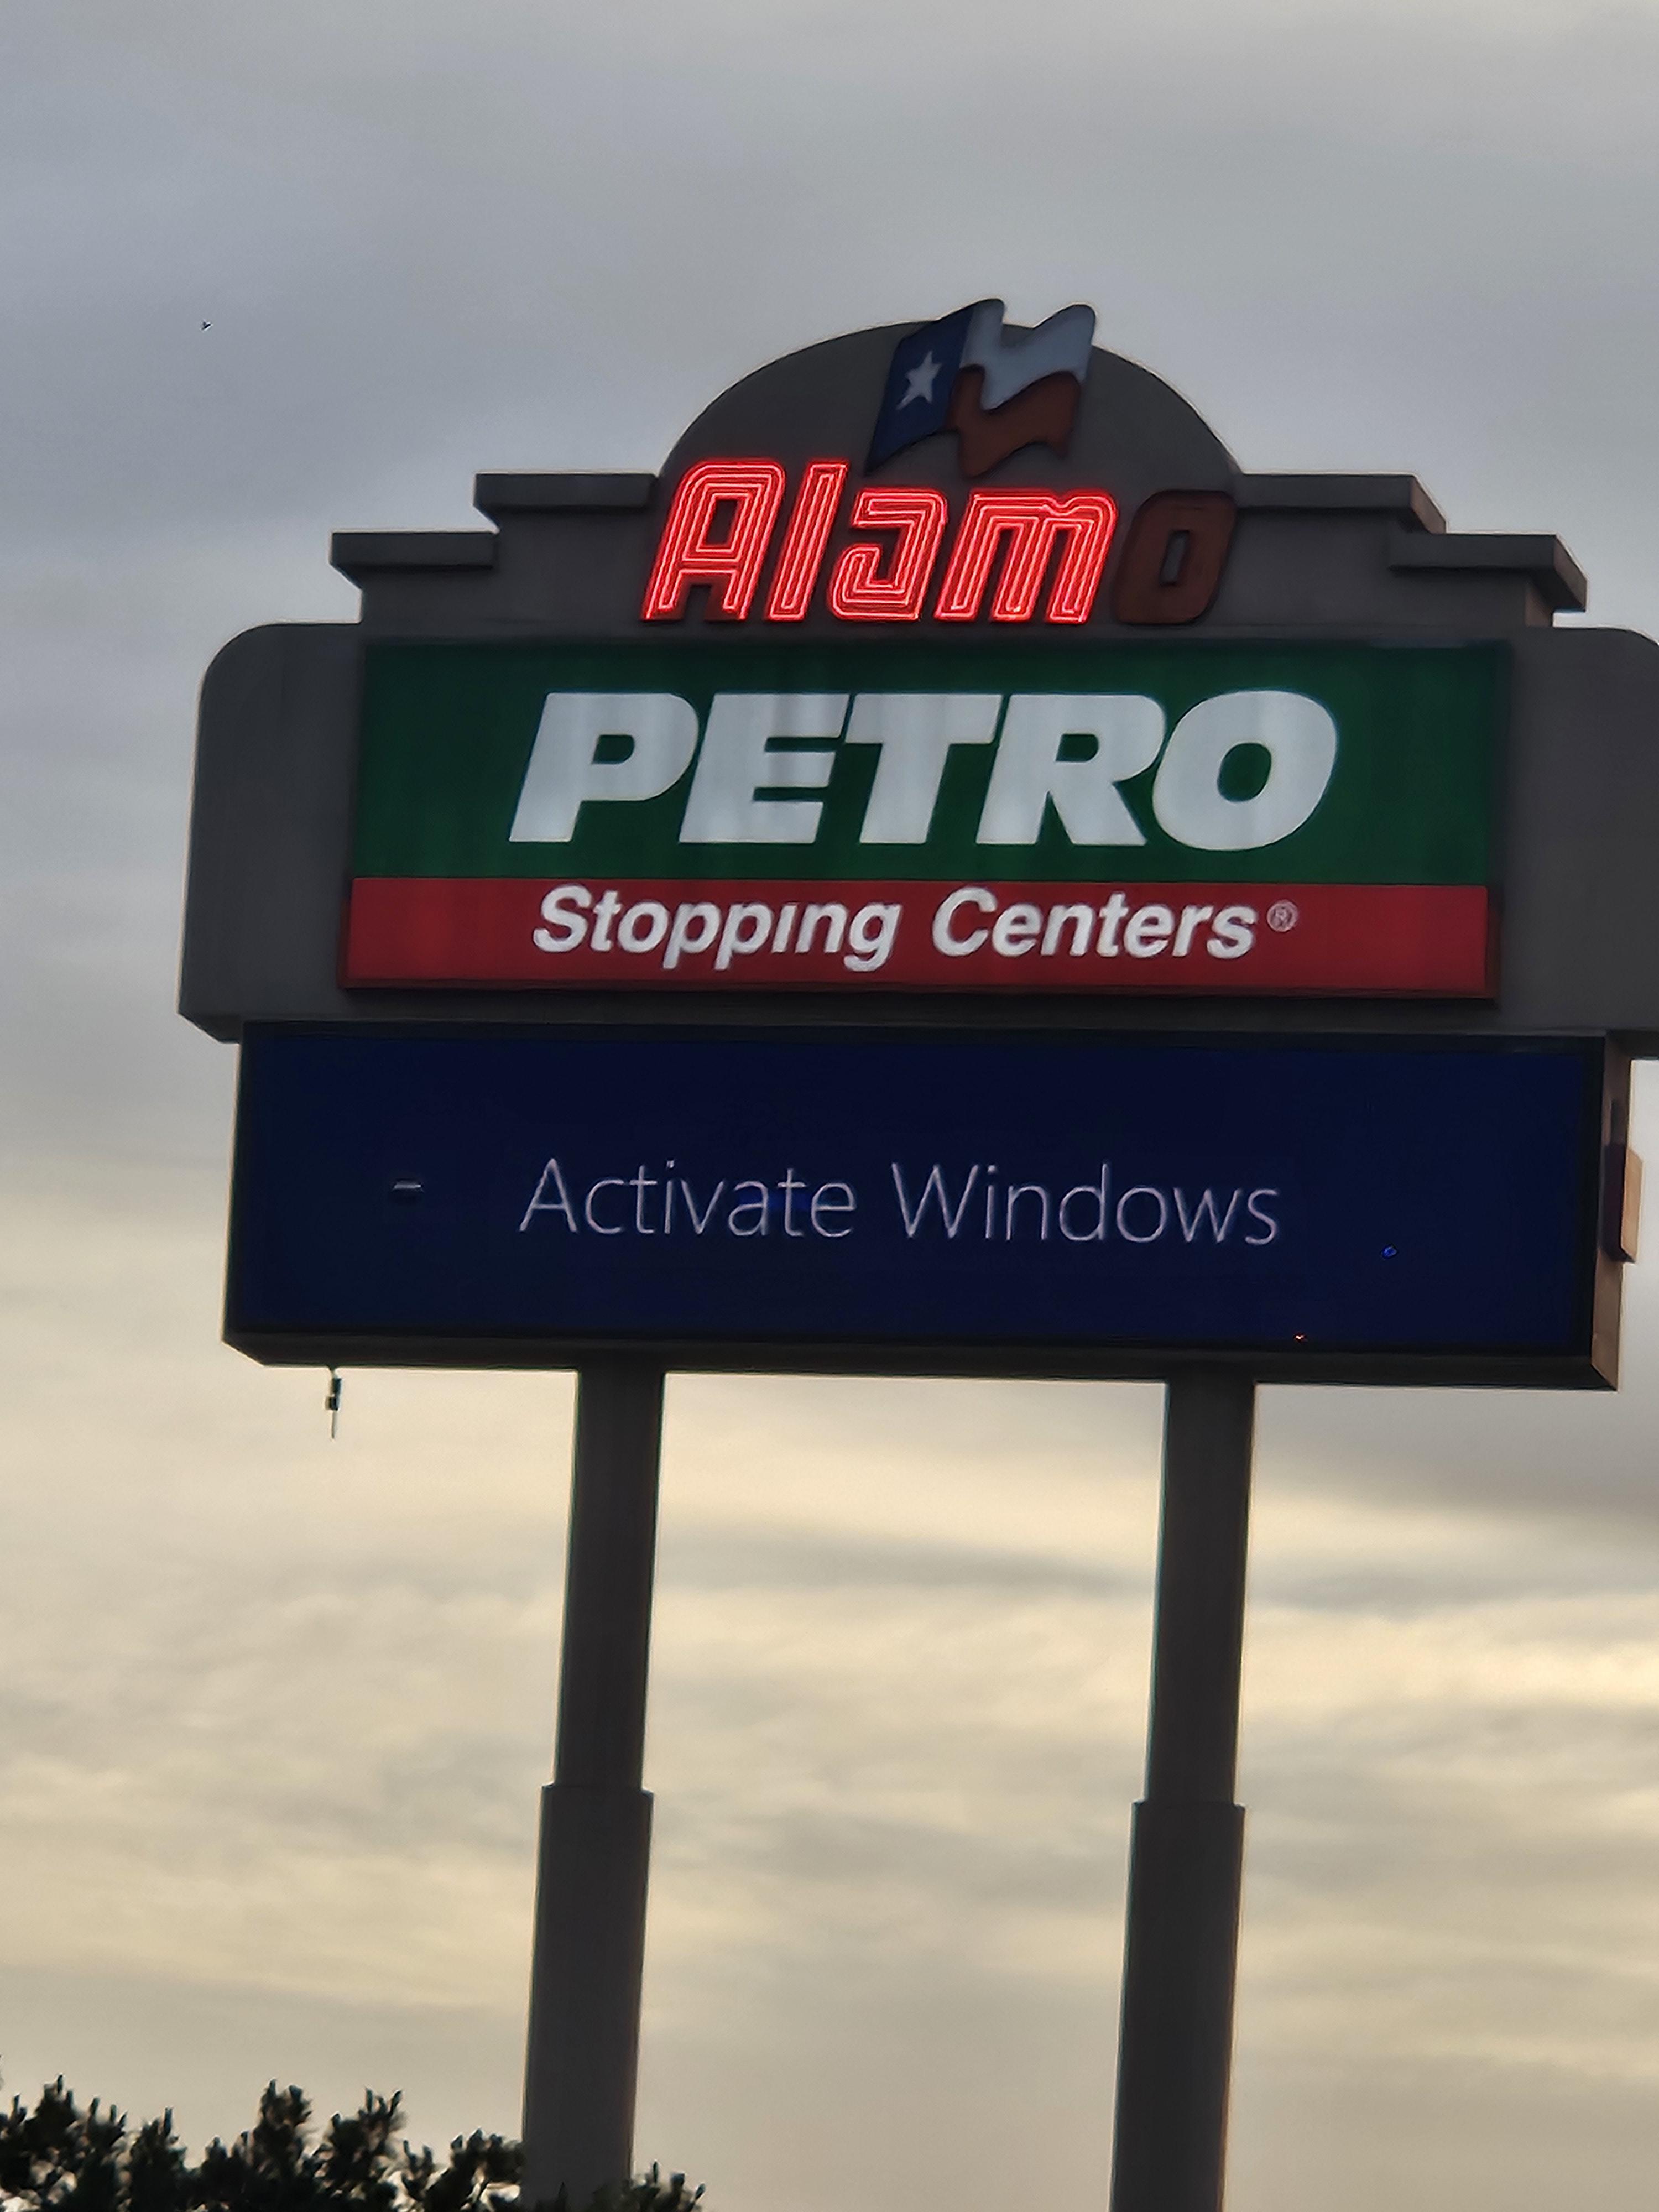 Alamo
PETRO
Stopping Centers®
Activate Windows